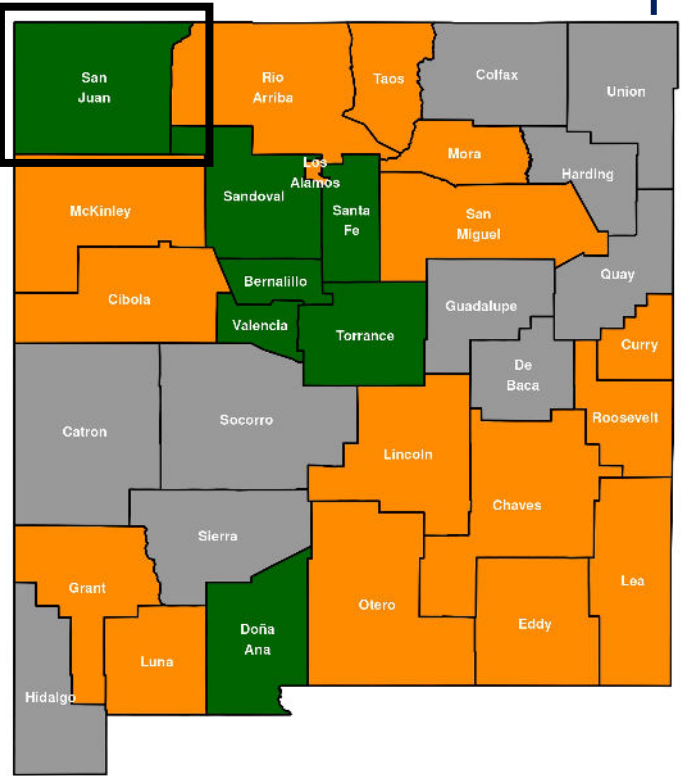 San
Juan
Rio
Arriba
Taos
Colfax
Union
Mora
Harding
Los
Alamos
Sandoval
Santa
Fe
San
Miguel
McKinley
Quay
Bernalillo
Cibola
Guadalupe
Valencia
Torrance
Curry
De
Baca
Roosevelt
Socorro
Catron
Lincoln
Chaves
Sierra
Lea
Grant
Otero
Eddy
Doña
Ana
Luna
Hidalgo